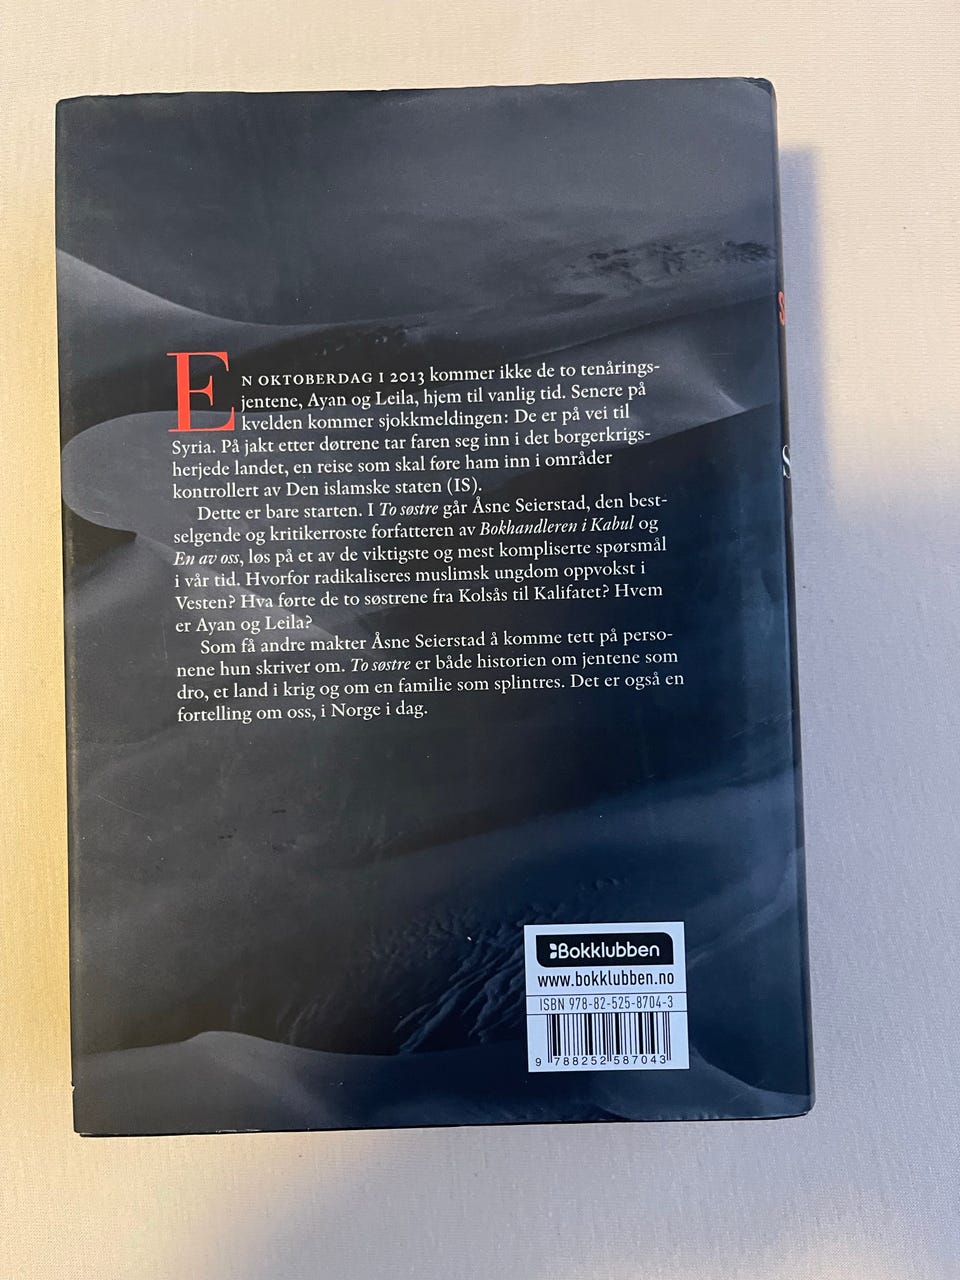 EN OKTOBERDAG I 2013 kommer ikke de to tenårings-
jentene, Ayan og Leila, hjem til vanlig tid. Senere på
kvelden kommer sjokkmeldingen: De er på vei til
Syria. På jakt etter døtrene tar faren seg inn i det borgerkrigs-
herjede landet, en reise som skal føre ham inn i områder
kontrollert av Den islamske staten (IS).
Dette er bare starten. I To søstre går Åsne Seierstad, den best-
selgende og kritikerroste forfatteren av Bokhandleren i Kabul og
En av oss, løs på et av de viktigste og mest kompliserte spørsmål
i vår tid. Hvorfor radikaliseres muslimsk ungdom oppvokst i
Vesten? Hva førte de to søstrene fra Kolsås til Kalifatet? Hvem
er Ayan og Leila?
Som få andre makter Åsne Seierstad å komme tett på perso-
nene hun skriver om. To søstre er både historien om jentene som
dro, et land i krig og om en familie som splintres. Det er også en
fortelling om oss, i Norge i dag.
Bokklubben
www.bokklubben.no
ISBN 978-82-525-8704-3
9 788252 587043